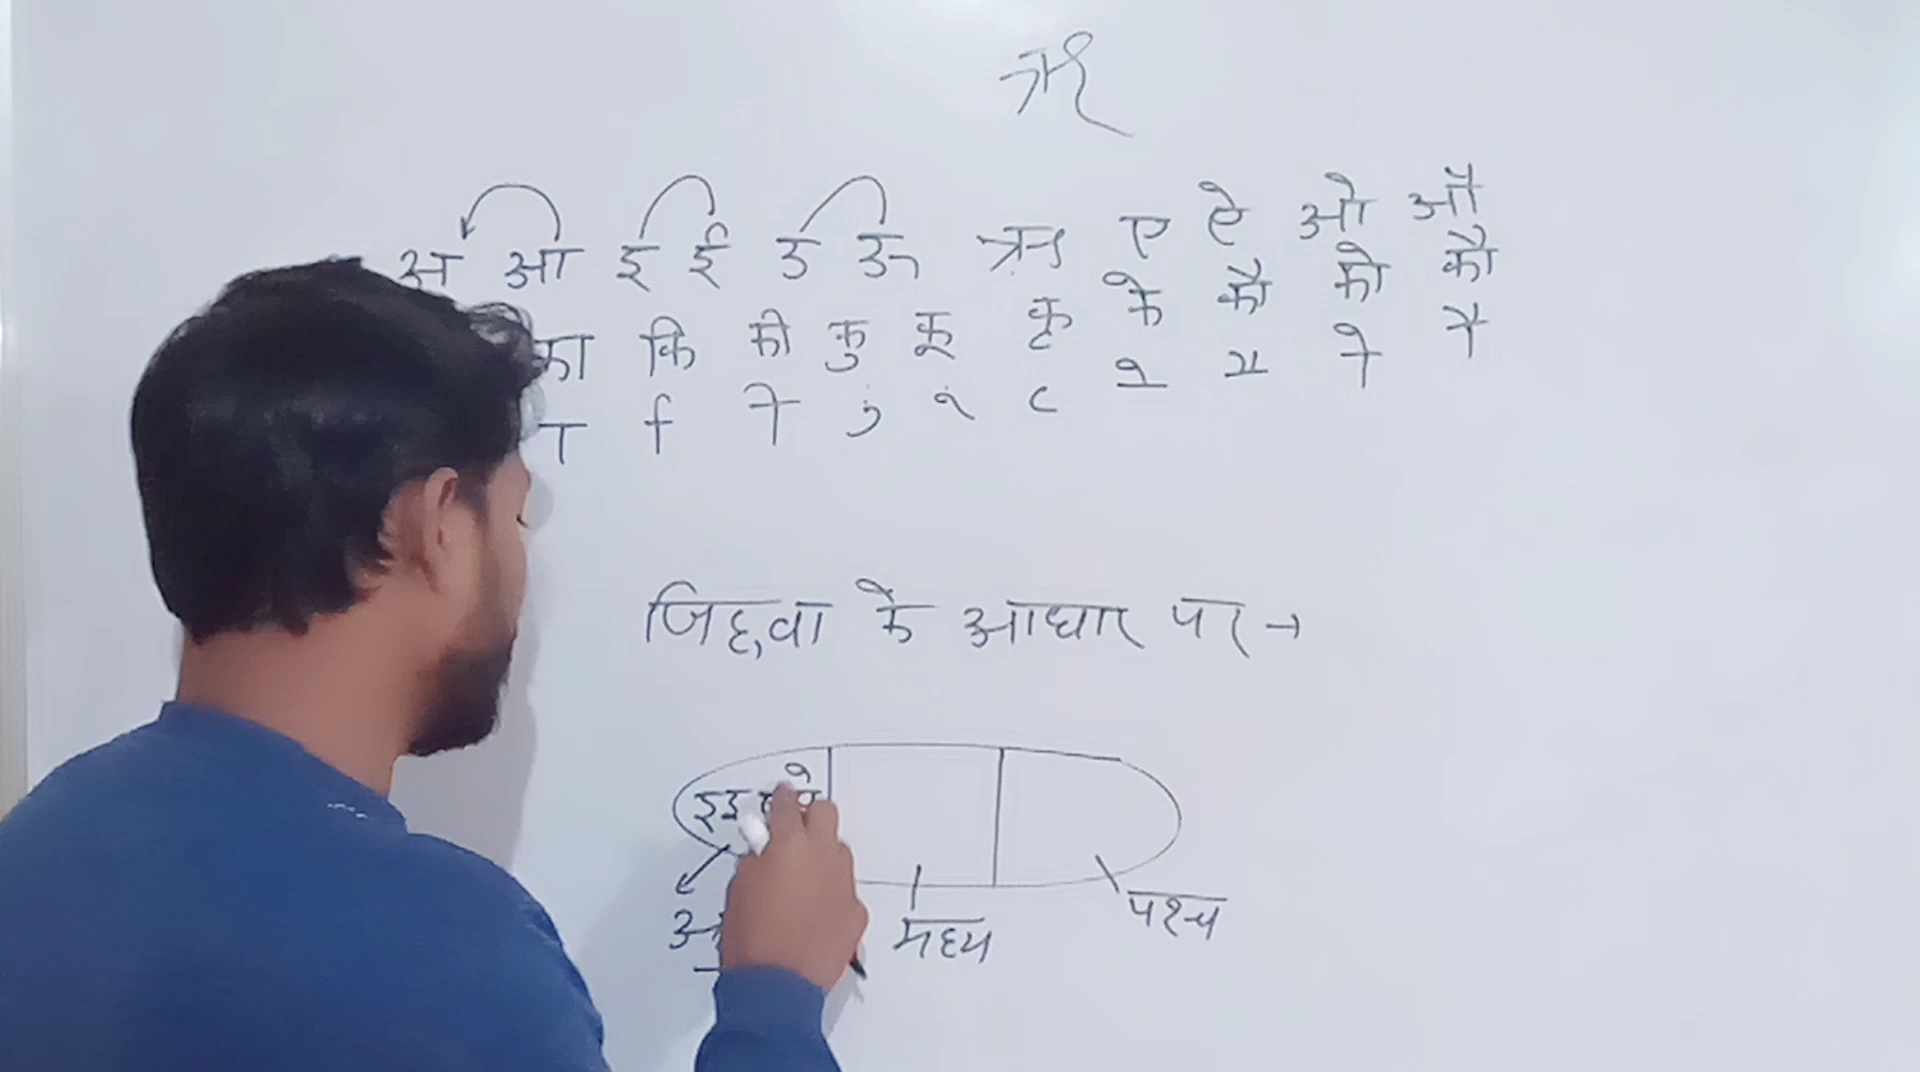 ऋ
अ आ इ ई उ ऊ ऋ ए ऐ ओ औ
का कि की कु कू कृ के कौ को कौ
ा ि ी ु ू ृ े ै ो ौ
जिह्वा के आधार पर →
इ ई ए ऐ
मध्य पश्च